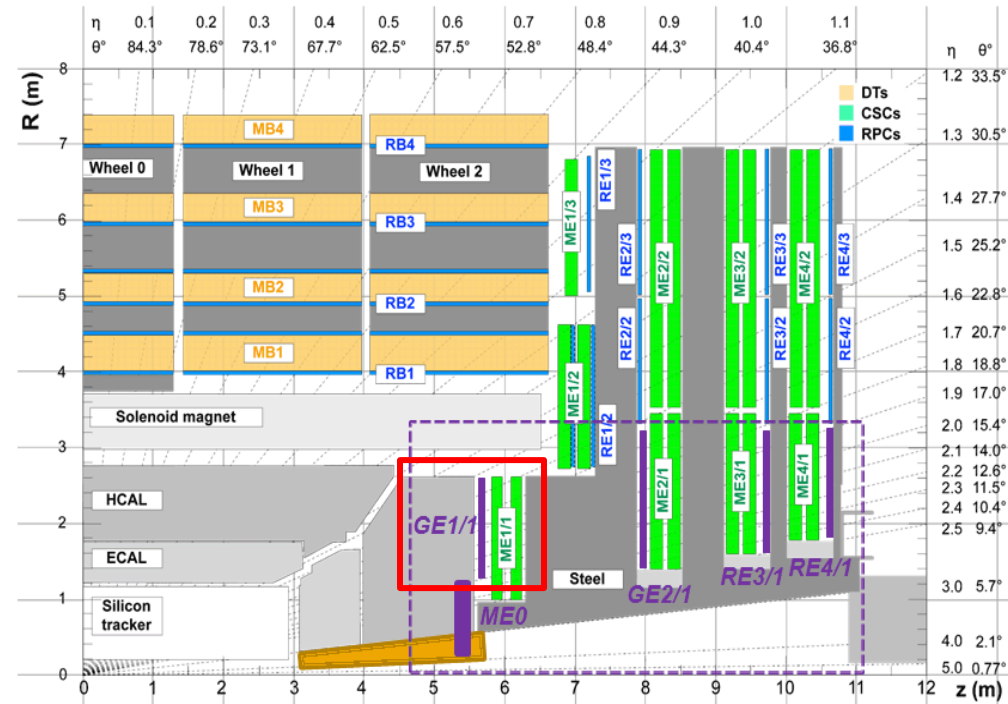 η 0.1 0.2 0.3 0.4 0.5 0.6 0.7 0.8 0.9 1.0 1.1
θ° 84.3° 78.6° 73.1° 67.7° 62.5° 57.5° 52.8° 48.4° 44.3° 40.4° 36.8° η θ°
R (m)
8 1.2 33.5°
DTs
CSCs
RPCs
MB4
7 RB4 1.3 30.5°
Wheel 0 Wheel 1 Wheel 2
ME1/3
RE1/3
MB3
6 RB3 1.4 27.7°
RE2/3
ME2/2
ME3/2
RE3/3
ME4/2
RE4/3
1.5 25.2°
MB2
5 RB2 1.6 22.8°
RE2/2
RE3/2
RE4/2
1.7 20.7°
MB1
4 RB1 1.8 18.8°
ME1/2
1.9 17.0°
Solenoid magnet
RE1/2
2.0 15.4°
3 2.1 14.0°
2.2 12.6°
HCAL
ME2/1
ME3/1
ME4/1
2.3 11.5°
2.4 10.4°
2 GE1/1
ME1/1
2.5 9.4°
ECAL
Steel
GE2/1
RE3/1
RE4/1
1 3.0 5.7°
Silicon
tracker
ME0
4.0 2.1°
0 5.0 0.77°
0 1 2 3 4 5 6 7 8 9 10 11 12 z (m)